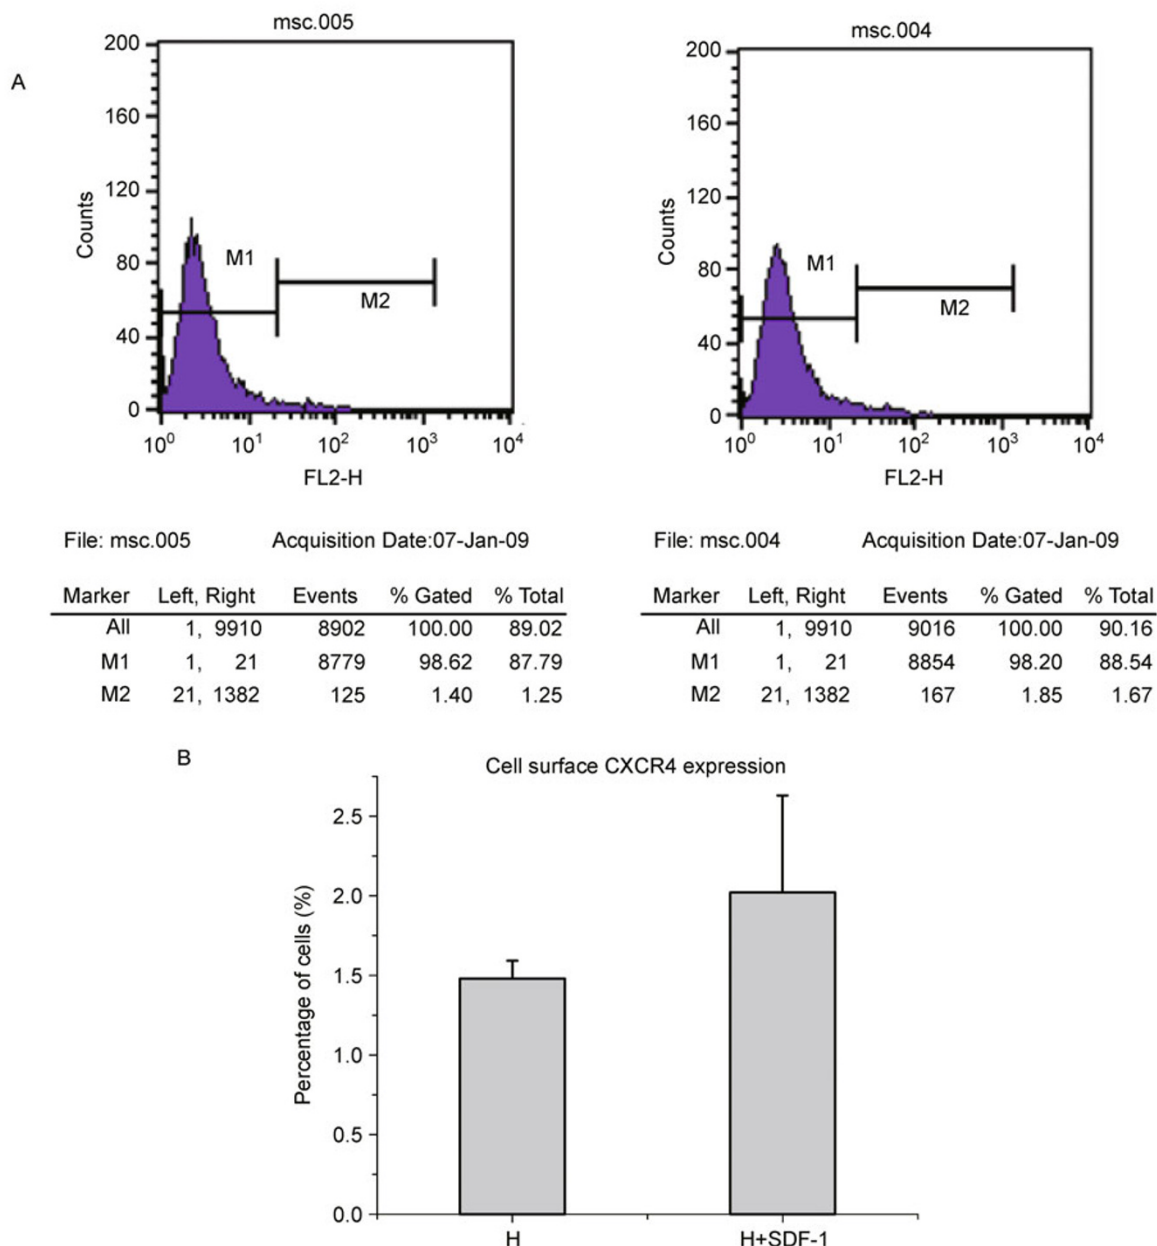 A
msc.005
200
160
120
80
40
0
Counts
M1
M2
10^0 10^1 10^2 10^3 10^4
FL2-H
msc.004
200
160
120
80
40
0
Counts
M1
M2
10^0 10^1 10^2 10^3 10^4
FL2-H
File: msc.005 Acquisition Date:07-Jan-09
Marker Left, Right Events % Gated % Total
All 1, 9910 8902 100.00 89.02
M1 1, 21 8779 98.62 87.79
M2 21, 1382 125 1.40 1.25
File: msc.004 Acquisition Date:07-Jan-09
Marker Left, Right Events % Gated % Total
All 1, 9910 9016 100.00 90.16
M1 1, 21 8854 98.20 88.54
M2 21, 1382 167 1.85 1.67
B
Cell surface CXCR4 expression
Percentage of cells (%)
2.5
2.0
1.5
1.0
0.5
0.0
H H+SDF-1